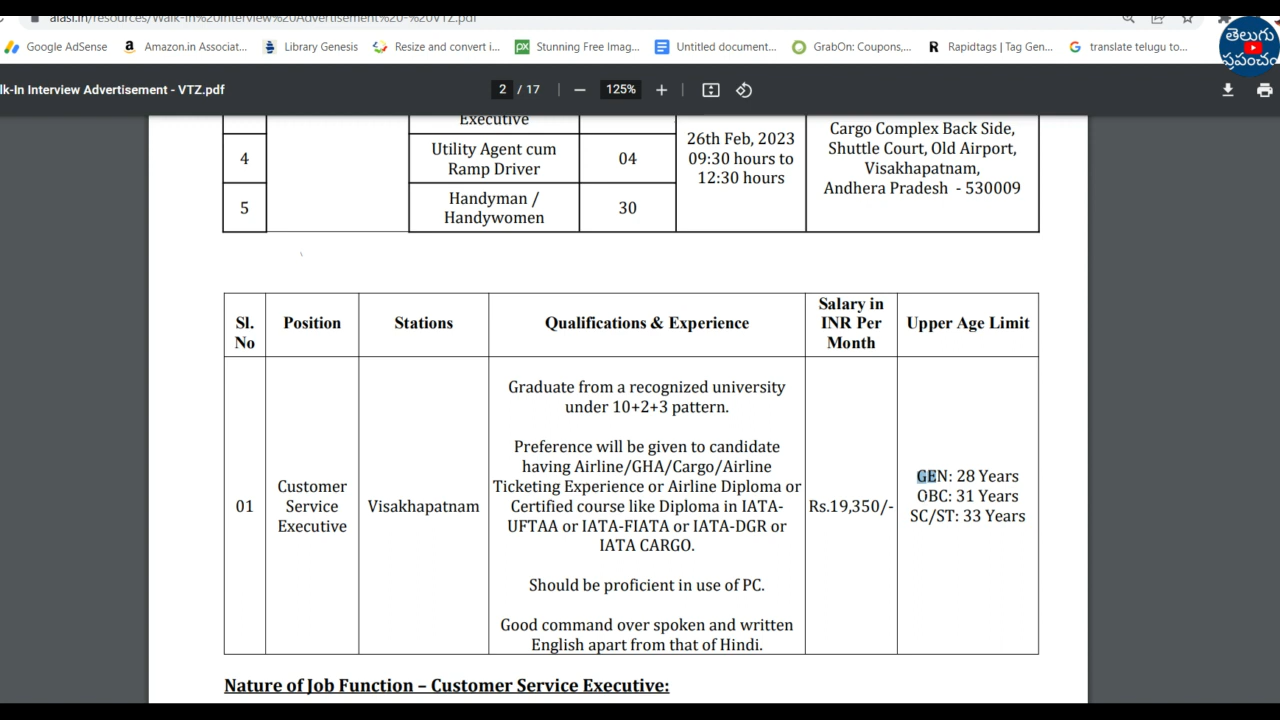 aiasl.in/resources/Walk-In%20Interview%20Advertisement%20-%20VTZ.pdf
Google AdSense
Amazon.in Associat...
Library Genesis
Resize and convert i...
Stunning Free Imag...
Untitled document...
GrabOn: Coupons,...
Rapidtags | Tag Gen...
translate telugu to...
తెలుగు
ప్రపంచం
lk-In Interview Advertisement - VTZ.pdf
2 / 17
125%
Executive
4
Utility Agent cum
Ramp Driver
04
5
Handyman /
Handywomen
30
26th Feb, 2023
09:30 hours to
12:30 hours
Cargo Complex Back Side,
Shuttle Court, Old Airport,
Visakhapatnam,
Andhera Pradesh - 530009
Sl.
No
Position
Stations
Qualifications & Experience
Salary in
INR Per
Month
Upper Age Limit
01
Customer
Service
Executive
Visakhapatnam
Graduate from a recognized university
under 10+2+3 pattern.
Preference will be given to candidate
having Airline/GHA/Cargo/Airline
Ticketing Experience or Airline Diploma or
Certified course like Diploma in IATA-
UFTAA or IATA-FIATA or IATA-DGR or
IATA CARGO.
Should be proficient in use of PC.
Good command over spoken and written
English apart from that of Hindi.
Rs.19,350/-
GEN: 28 Years
OBC: 31 Years
SC/ST: 33 Years
Nature of Job Function – Customer Service Executive: